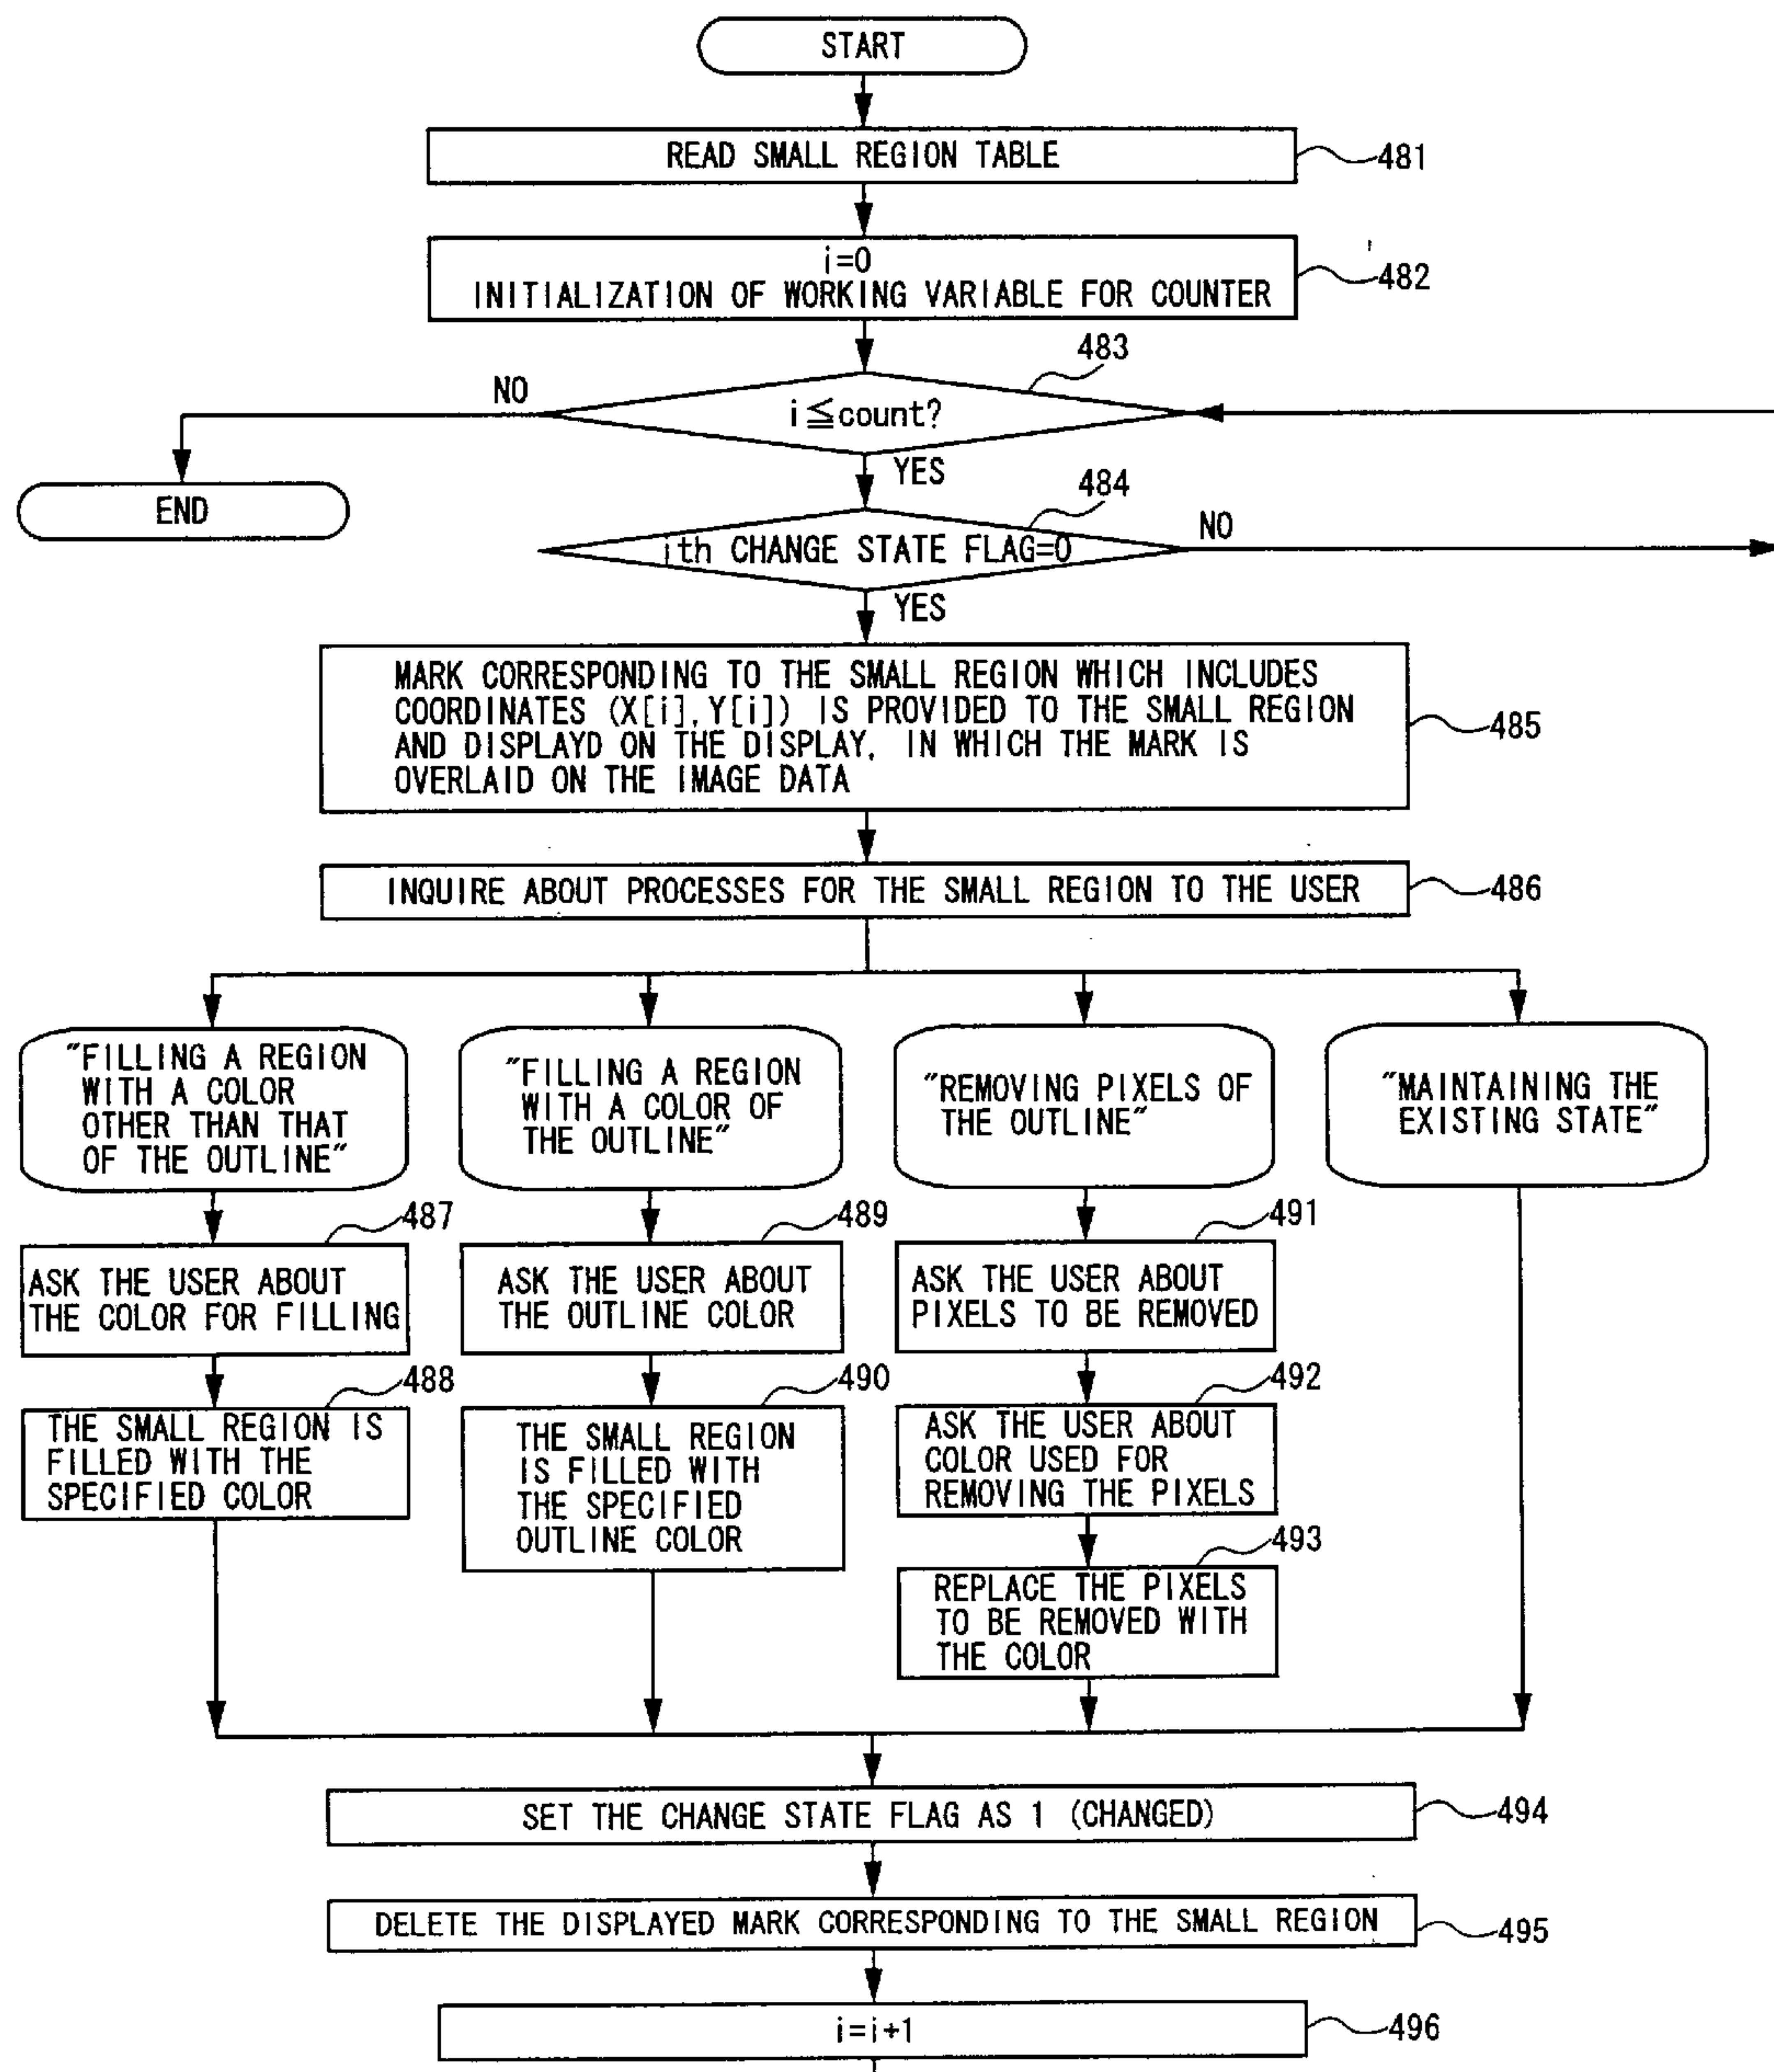 START
READ SMALL REGION TABLE
481
i=0
INITIALIZATION OF WORKING VARIABLE FOR COUNTER
482
483
NO
i≦count?
YES
END
484
NO
ith CHANGE STATE FLAG=0
YES
MARK CORRESPONDING TO THE SMALL REGION WHICH INCLUDES
COORDINATES (X[i],Y[i]) IS PROVIDED TO THE SMALL REGION
AND DISPLAYD ON THE DISPLAY, IN WHICH THE MARK IS
OVERLAID ON THE IMAGE DATA
485
INQUIRE ABOUT PROCESSES FOR THE SMALL REGION TO THE USER
486
"FILLING A REGION
WITH A COLOR
OTHER THAN THAT
OF THE OUTLINE"
"FILLING A REGION
WITH A COLOR OF
THE OUTLINE"
"REMOVING PIXELS OF
THE OUTLINE"
"MAINTAINING THE
EXISTING STATE"
487
ASK THE USER ABOUT
THE COLOR FOR FILLING
489
ASK THE USER ABOUT
THE OUTLINE COLOR
491
ASK THE USER ABOUT
PIXELS TO BE REMOVED
488
THE SMALL REGION IS
FILLED WITH THE
SPECIFIED COLOR
490
THE SMALL REGION
IS FILLED WITH
THE SPECIFIED
OUTLINE COLOR
492
ASK THE USER ABOUT
COLOR USED FOR
REMOVING THE PIXELS
493
REPLACE THE PIXELS
TO BE REMOVED WITH
THE COLOR
SET THE CHANGE STATE FLAG AS 1 (CHANGED)
494
DELETE THE DISPLAYED MARK CORRESPONDING TO THE SMALL REGION
495
i=i+1
496